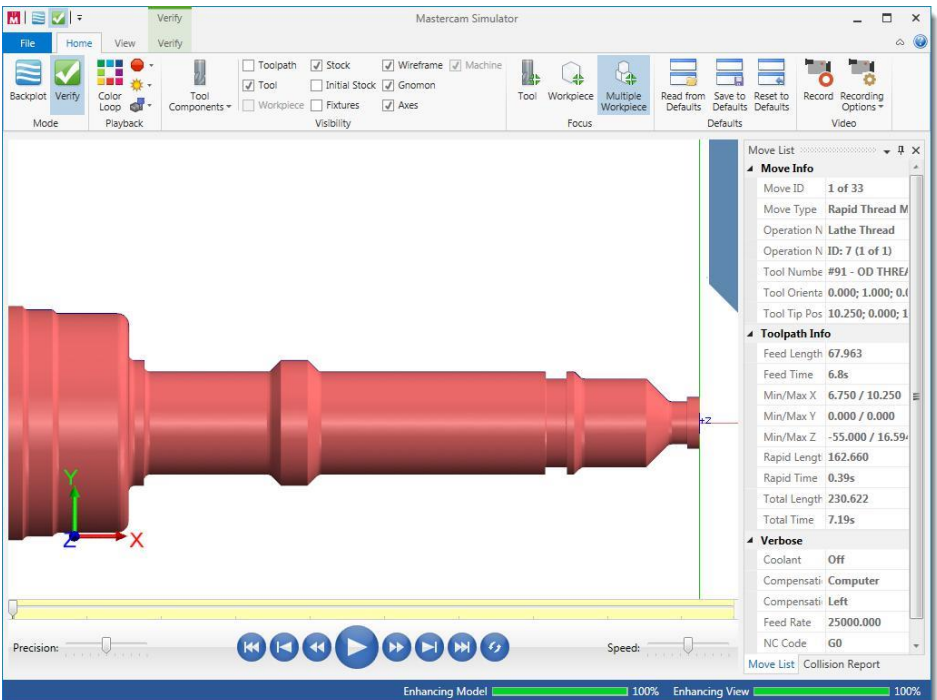 Verify
Mastercam Simulator
File
Home
View
Verify
Backplot
Verify
Mode
Color Loop
Playback
Tool Components
Toolpath
Stock
Wireframe
Machine
Tool
Initial Stock
Gnomon
Workpiece
Fixtures
Axes
Visibility
Tool
Workpiece
Multiple Workpiece
Focus
Read from Defaults
Save to Defaults
Reset to Defaults
Defaults
Record
Recording Options
Video
Move List
Move Info
Move ID 1 of 33
Move Type Rapid Thread M
Operation N Lathe Thread
Operation N ID: 7 (1 of 1)
Tool Numbe #91 - OD THREA
Tool Orienta 0.000; 1.000; 0.0
Tool Tip Pos 10.250; 0.000; 1
Toolpath Info
Feed Length 67.963
Feed Time 6.8s
Min/Max X 6.750 / 10.250
Min/Max Y 0.000 / 0.000
Min/Max Z -55.000 / 16.594
Rapid Lengt 162.660
Rapid Time 0.39s
Total Length 230.622
Total Time 7.19s
Verbose
Coolant Off
Compensati Computer
Compensati Left
Feed Rate 25000.000
NC Code G0
Move List
Collision Report
+Z
Y
Z
X
Precision:
Speed:
Enhancing Model 100%
Enhancing View 100%